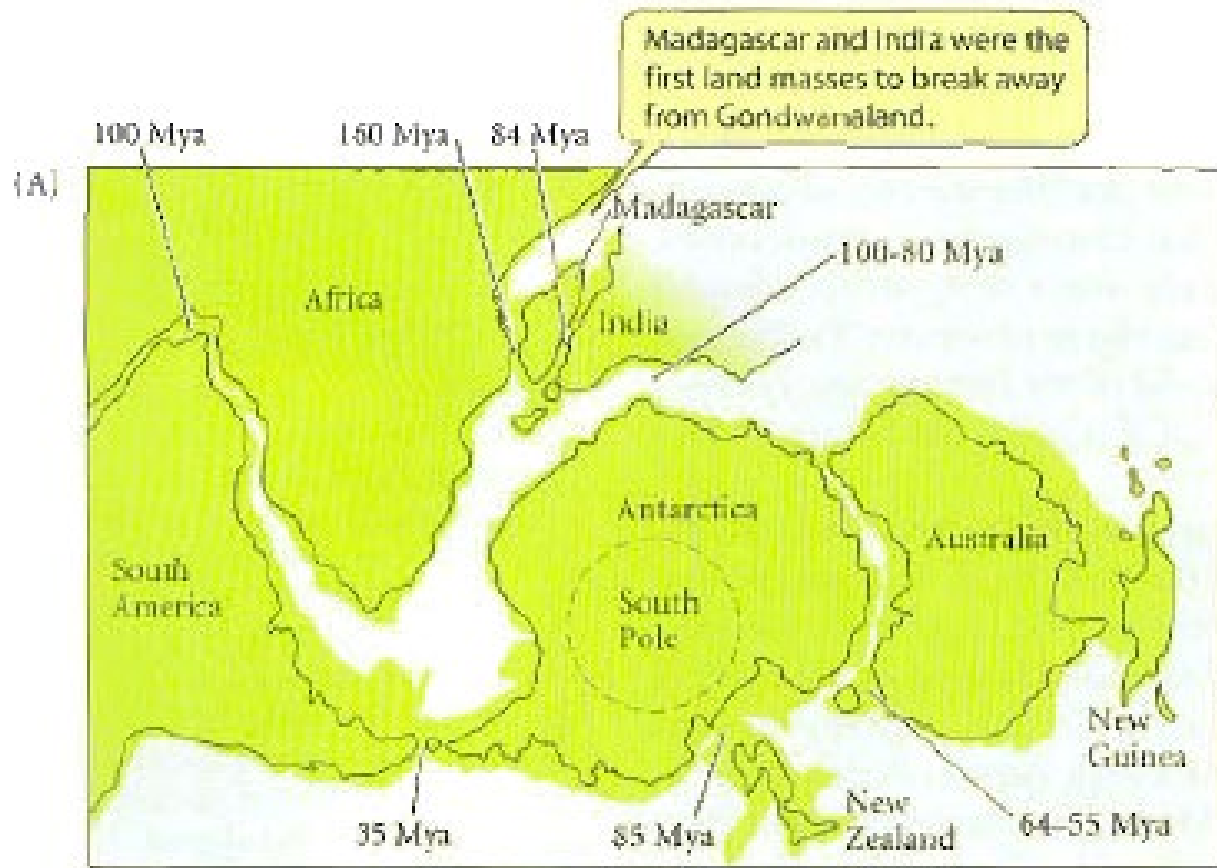 Madagascar and India were the
first land masses to break away
from Gondwanaland.
100 Mya
160 Mya
84 Mya
(A)
Madagascar
100-80 Mya
Africa
India
Antarctica
Australia
South
America
South
Pole
New
Guinea
35 Mya
85 Mya
New
Zealand
64–55 Mya